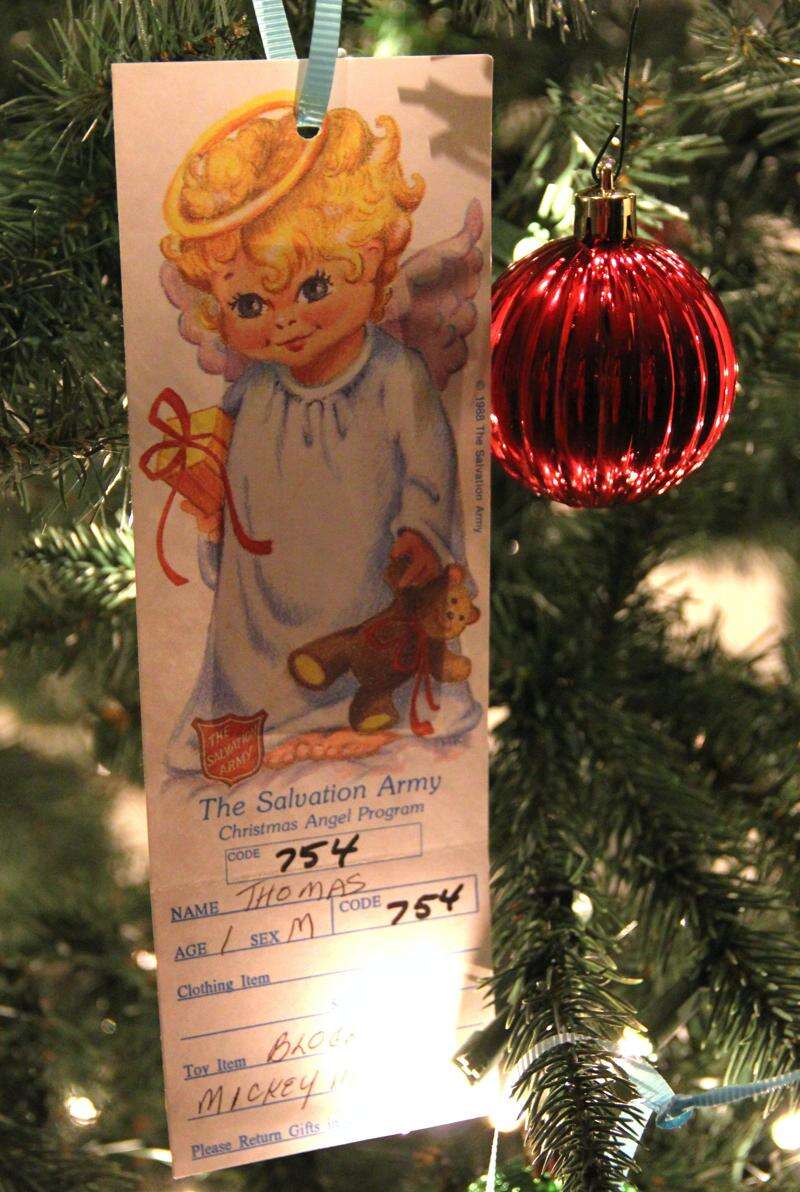 © 1988 The Salvation Army
THE
SALVATION
ARMY
The Salvation Army
Christmas Angel Program
CODE 754
NAME THOMAS
CODE 754
AGE 1 SEX M
Clothing Item
Toy Item
MICKEY
Please Return Gifts